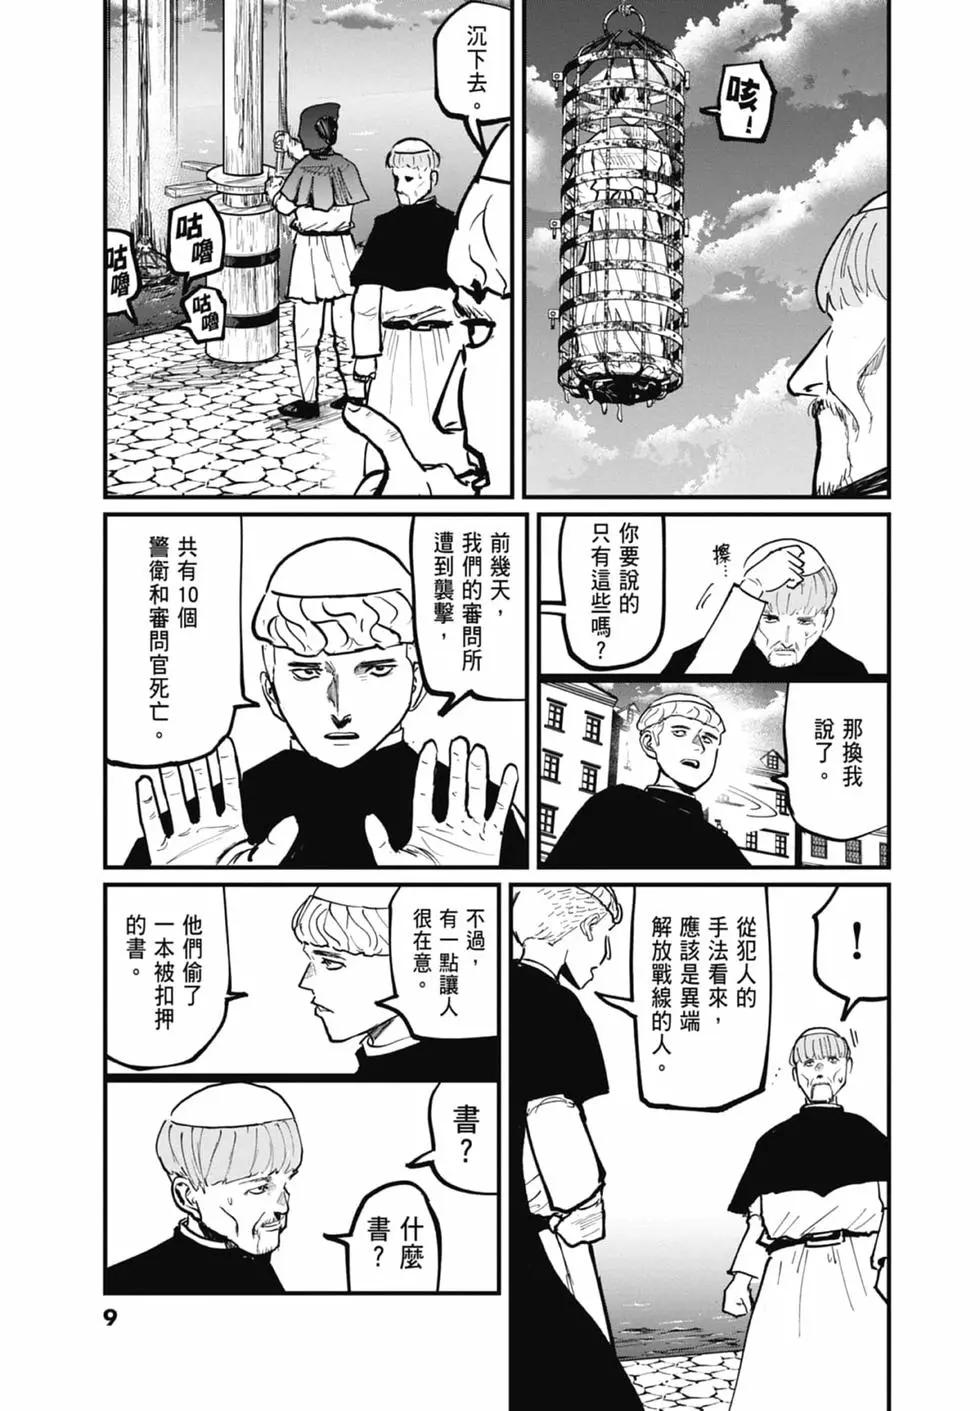 咳！
沉下去。
咕嚕
咕嚕
咕嚕
擦…
你要說的
只有這些嗎？
那換我
說了。
前幾天，
我們的審問所
遭到襲擊，
共有10個
警衛和審問官死亡。
！
從犯人的
手法看來，
應該是異端
解放戰線的人。
不過，
有一點讓人
很在意。
他們偷了
一本被扣押
的書。
書？
什麼
書？
9